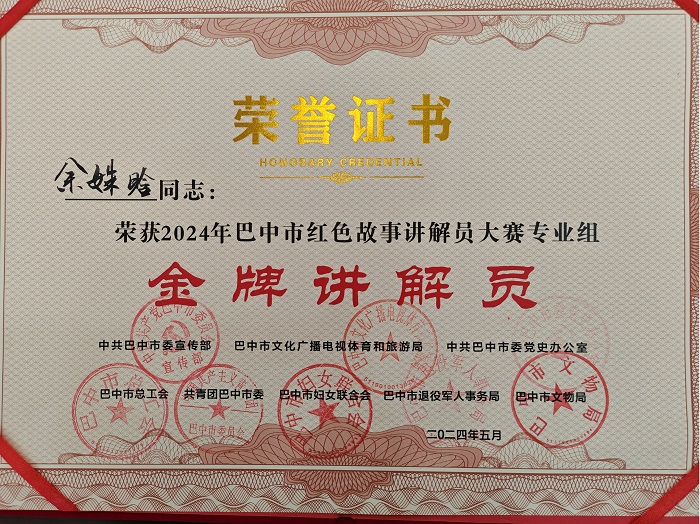 荣誉证书
HONORARY CREDENTIAL
余姝晗同志：
荣获2024年巴中市红色故事讲解员大赛专业组
金牌讲解员
中共巴中市委宣传部 巴中市文化广播电视体育和旅游局 中共巴中市委党史办公室
巴中市总工会 共青团巴中市委 巴中市妇女联合会 巴中市退役军人事务局 巴中市文物局
二〇二四年五月